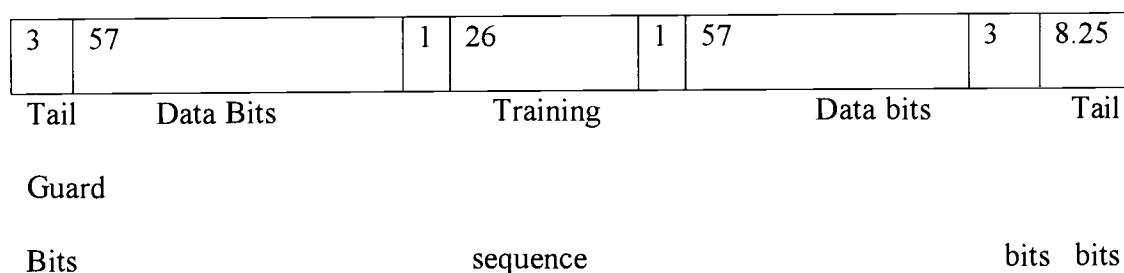 3 57 1 26 1 57 3 8.25
Tail Data Bits Training Data bits Tail
Guard
Bits sequence bits bits